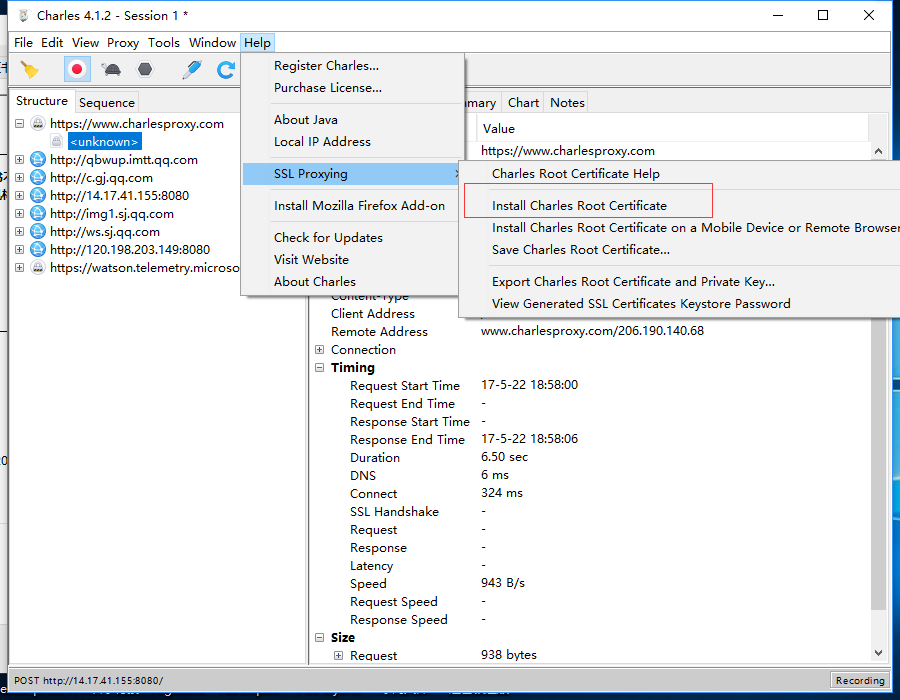 Charles 4.1.2 - Session 1 *
File Edit View Proxy Tools Window Help
Structure Sequence
Chart Notes
Value
https://www.charlesproxy.com
<unknown>
http://qbwup.imtt.qq.com
http://c.gj.qq.com
http://14.17.41.155:8080
http://img1.sj.qq.com
http://ws.sj.qq.com
http://120.198.203.149:8080
https://watson.telemetry.microso
Register Charles...
Purchase License...
About Java
Local IP Address
SSL Proxying
Install Mozilla Firefox Add-on
Check for Updates
Visit Website
About Charles
https://www.charlesproxy.com
Charles Root Certificate Help
Install Charles Root Certificate
Install Charles Root Certificate on a Mobile Device or Remote Browser
Save Charles Root Certificate...
Export Charles Root Certificate and Private Key...
View Generated SSL Certificates Keystore Password
Content-Type
Client Address
Remote Address www.charlesproxy.com/206.190.140.68
Connection
Timing
Request Start Time 17-5-22 18:58:00
Request End Time -
Response Start Time -
Response End Time 17-5-22 18:58:06
Duration 6.50 sec
DNS 6 ms
Connect 324 ms
SSL Handshake -
Request -
Response -
Latency -
Speed 943 B/s
Request Speed -
Response Speed -
Size
Request 938 bytes
POST http://14.17.41.155:8080/
Recording